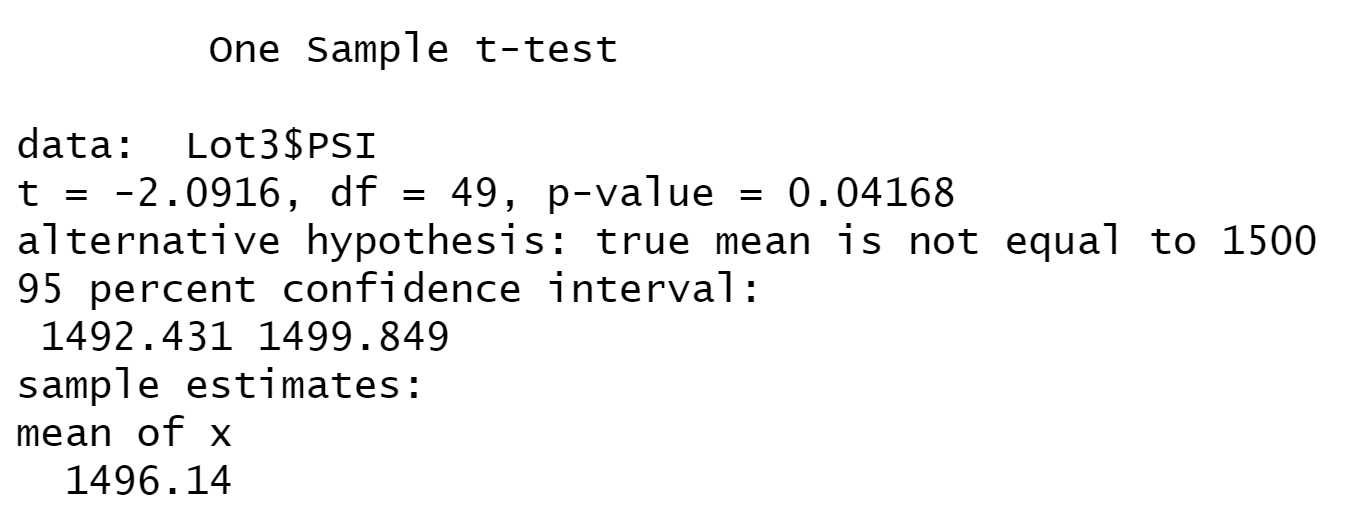 One Sample t-test
data:  Lot3$PSI
t = -2.0916, df = 49, p-value = 0.04168
alternative hypothesis: true mean is not equal to 1500
95 percent confidence interval:
1492.431 1499.849
sample estimates:
mean of x
1496.14